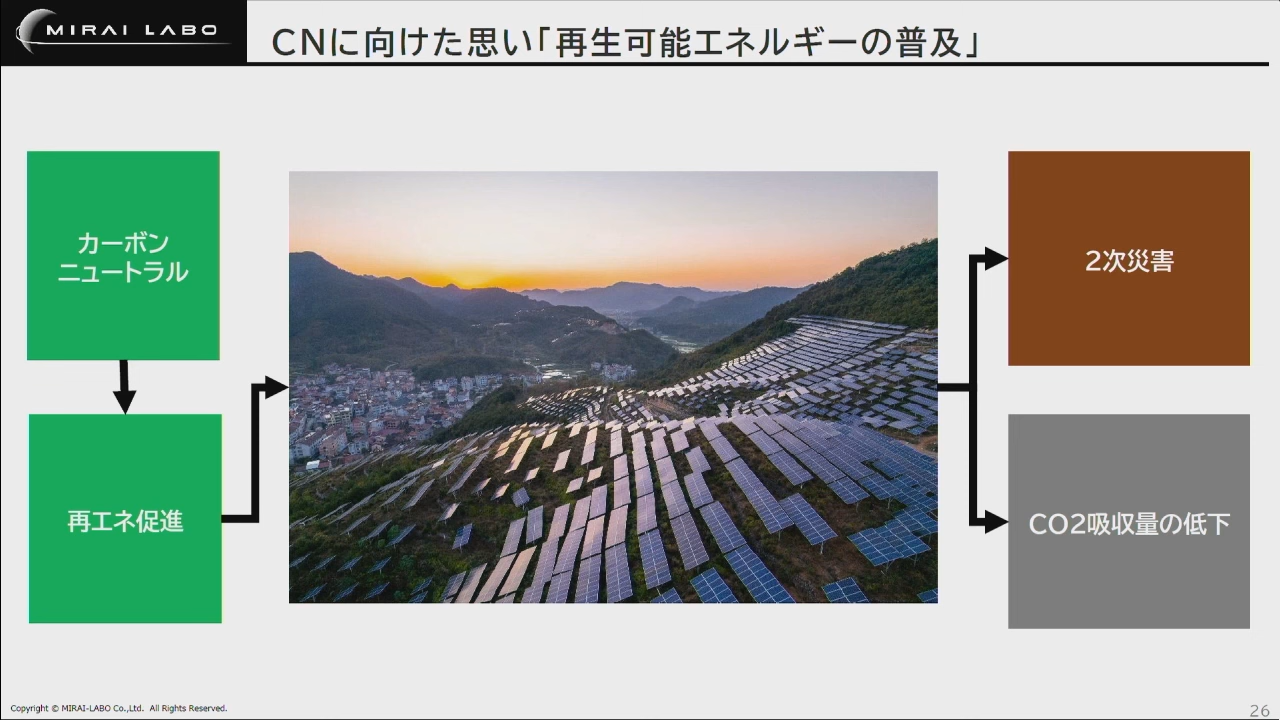 MIRAI LABO
CNに向けた思い「再生可能エネルギーの普及」
カーボン
ニュートラル
再エネ促進
2次災害
CO2吸収量の低下
Copyright © MIRAI-LABO Co.,Ltd. All Rights Reserved.
26